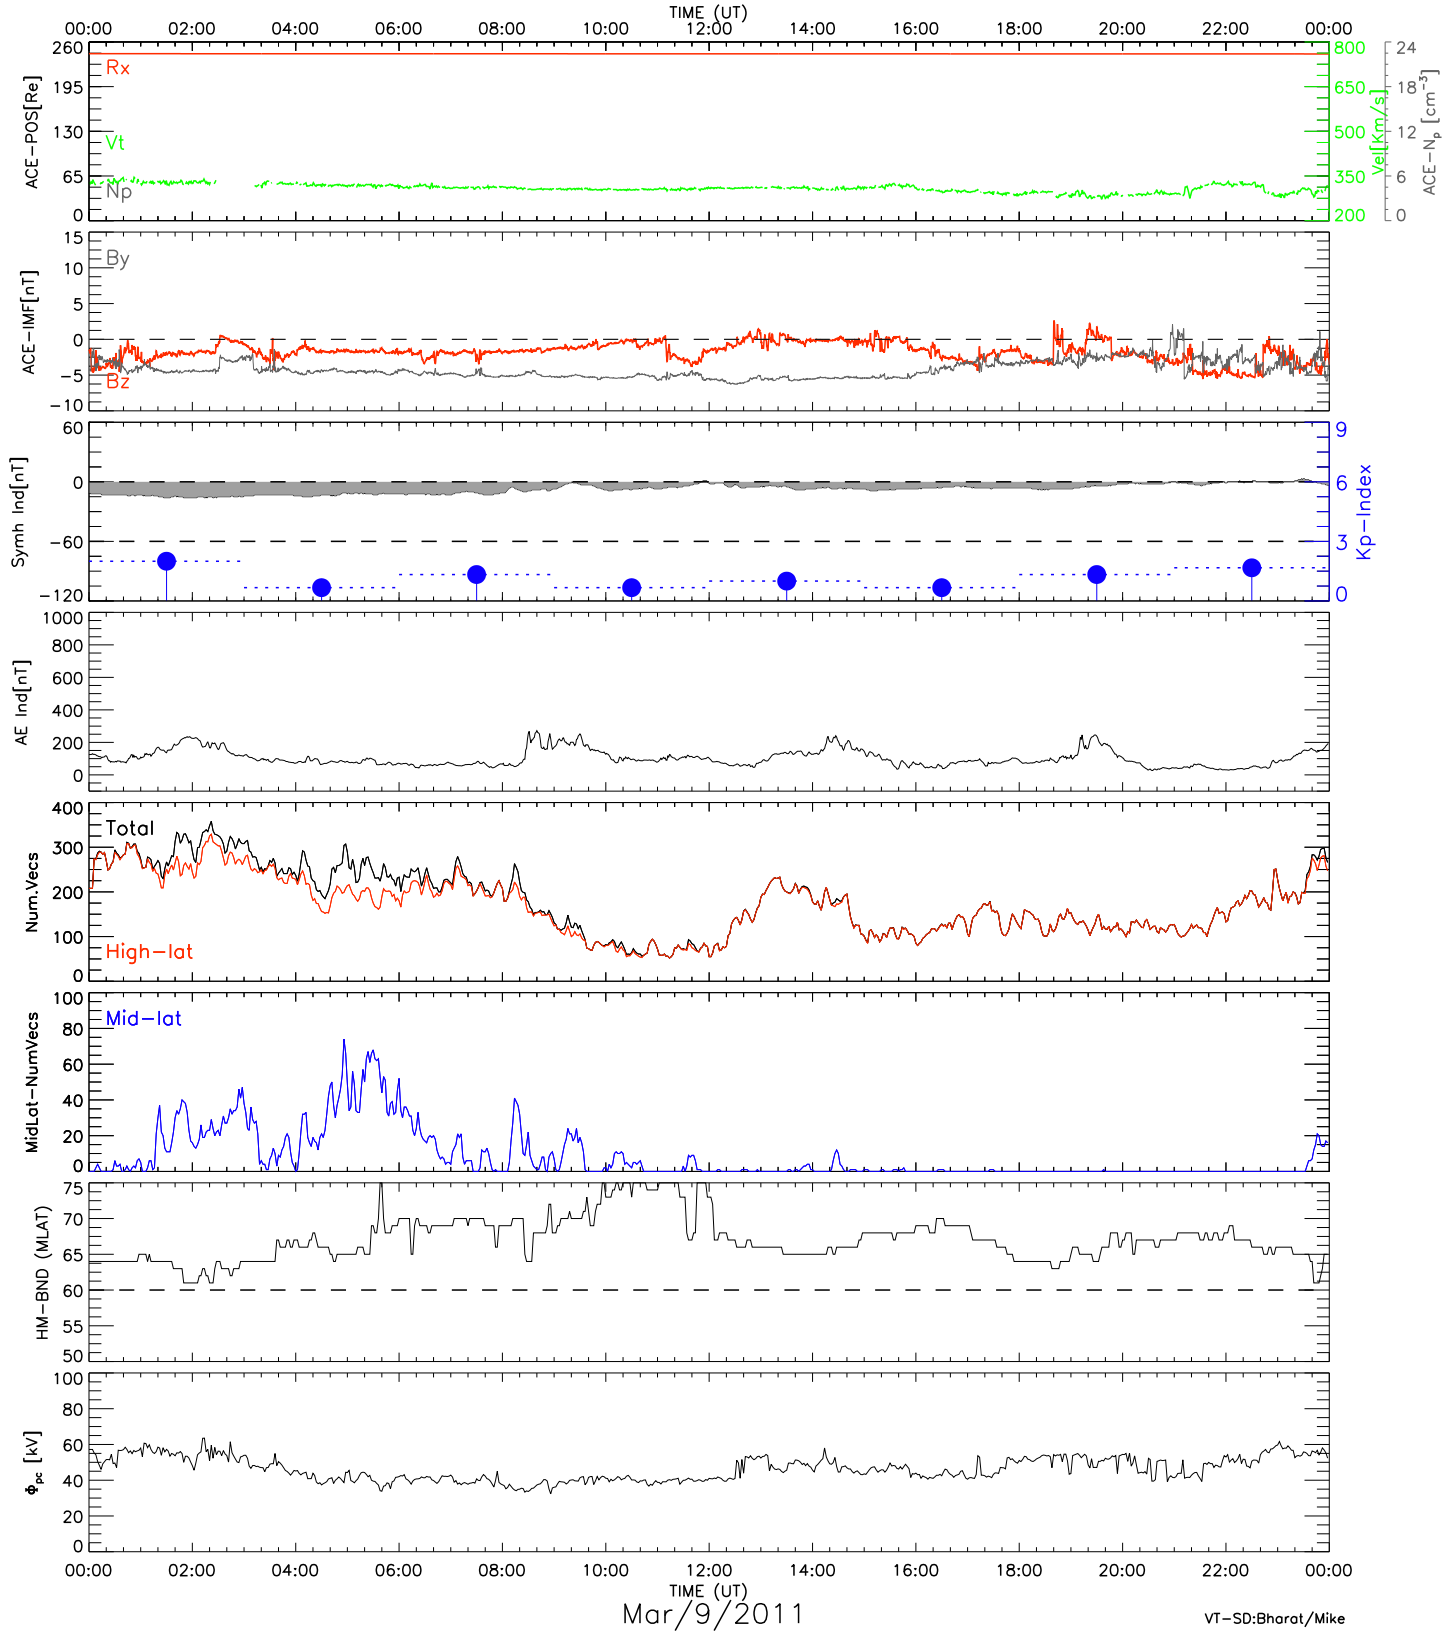 TIME (UT)
00:00 02:00 04:00 06:00 08:00 10:00 12:00 14:00 16:00 18:00 20:00 22:00 00:00
ACE-POS[Re]
260
195
130
65
0
Rx
Vt
Np
800
650
500
350
200
Vel[Km/s]
24
18
12
6
0
ACE-Np [cm-3]
ACE-IMF[nT]
15
10
5
0
-5
-10
By
Bz
Symh Ind[nT]
60
0
-60
-120
9
6
3
0
Kp-Index
AE Ind[nT]
1000
800
600
400
200
0
Num.Vecs
400
300
200
100
0
Total
High-lat
MidLat-NumVecs
100
80
60
40
20
0
Mid-lat
HM-BND (MLAT)
75
70
65
60
55
50
Φpc [kV]
100
80
60
40
20
0
00:00 02:00 04:00 06:00 08:00 10:00 12:00 14:00 16:00 18:00 20:00 22:00 00:00
TIME (UT)
Mar/9/2011
VT-SD:Bharat/Mike